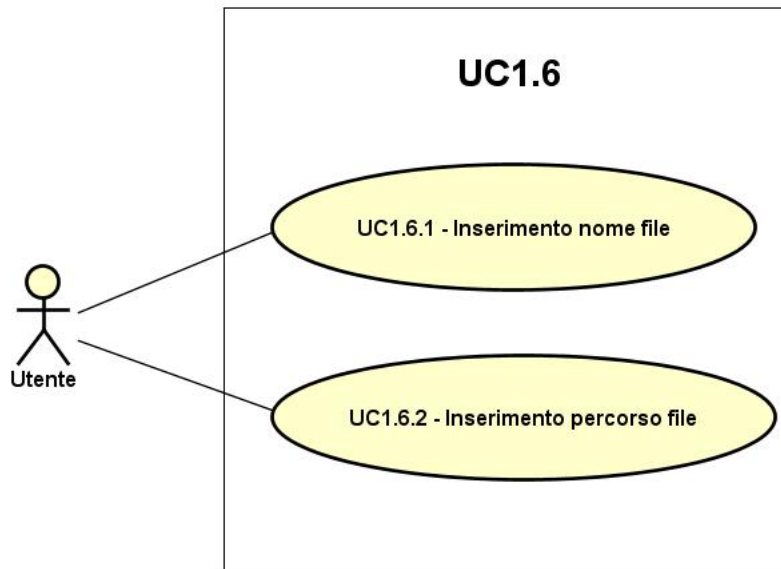 UC1.6
UC1.6.1 - Inserimento nome file
Utente
UC1.6.2 - Inserimento percorso file